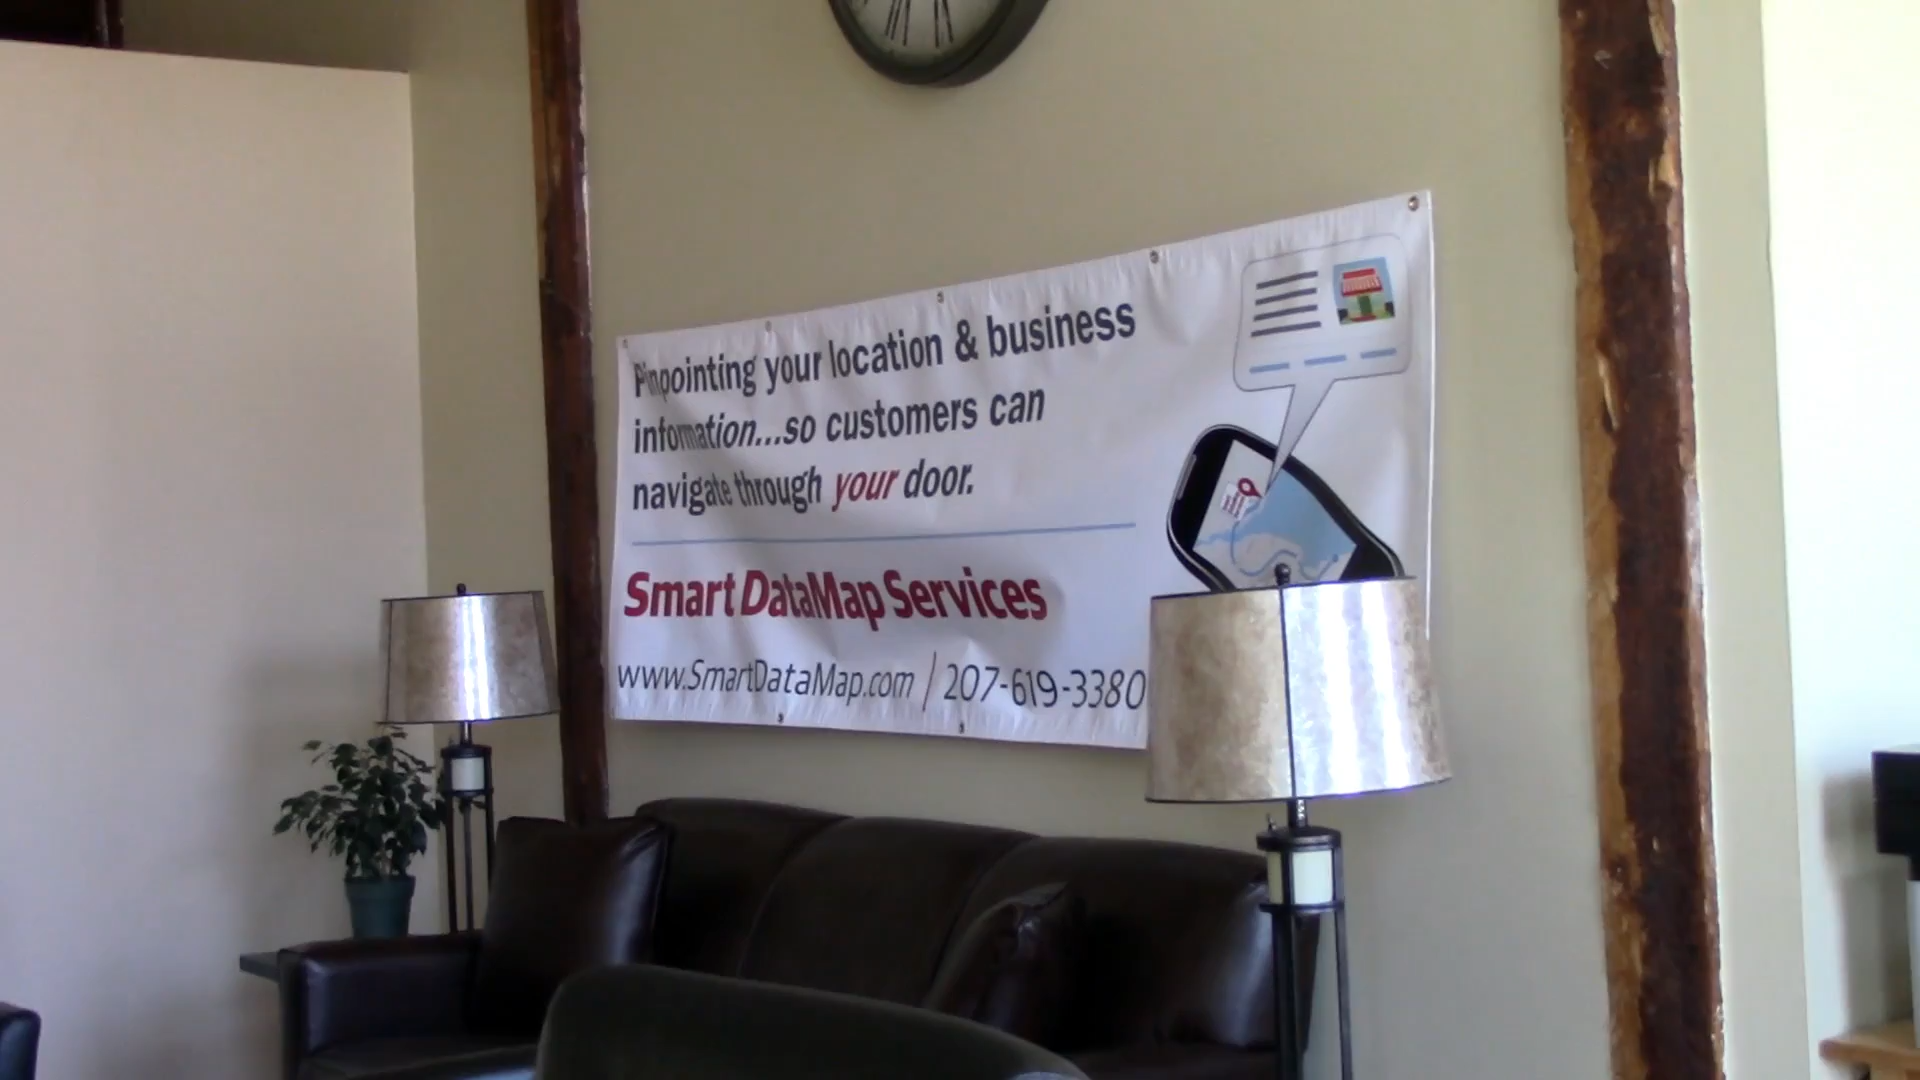 Pinpointing your location & business
information...so customers can
navigate through your door.
Smart DataMap Services
www.SmartDataMap.com | 207-619-3380